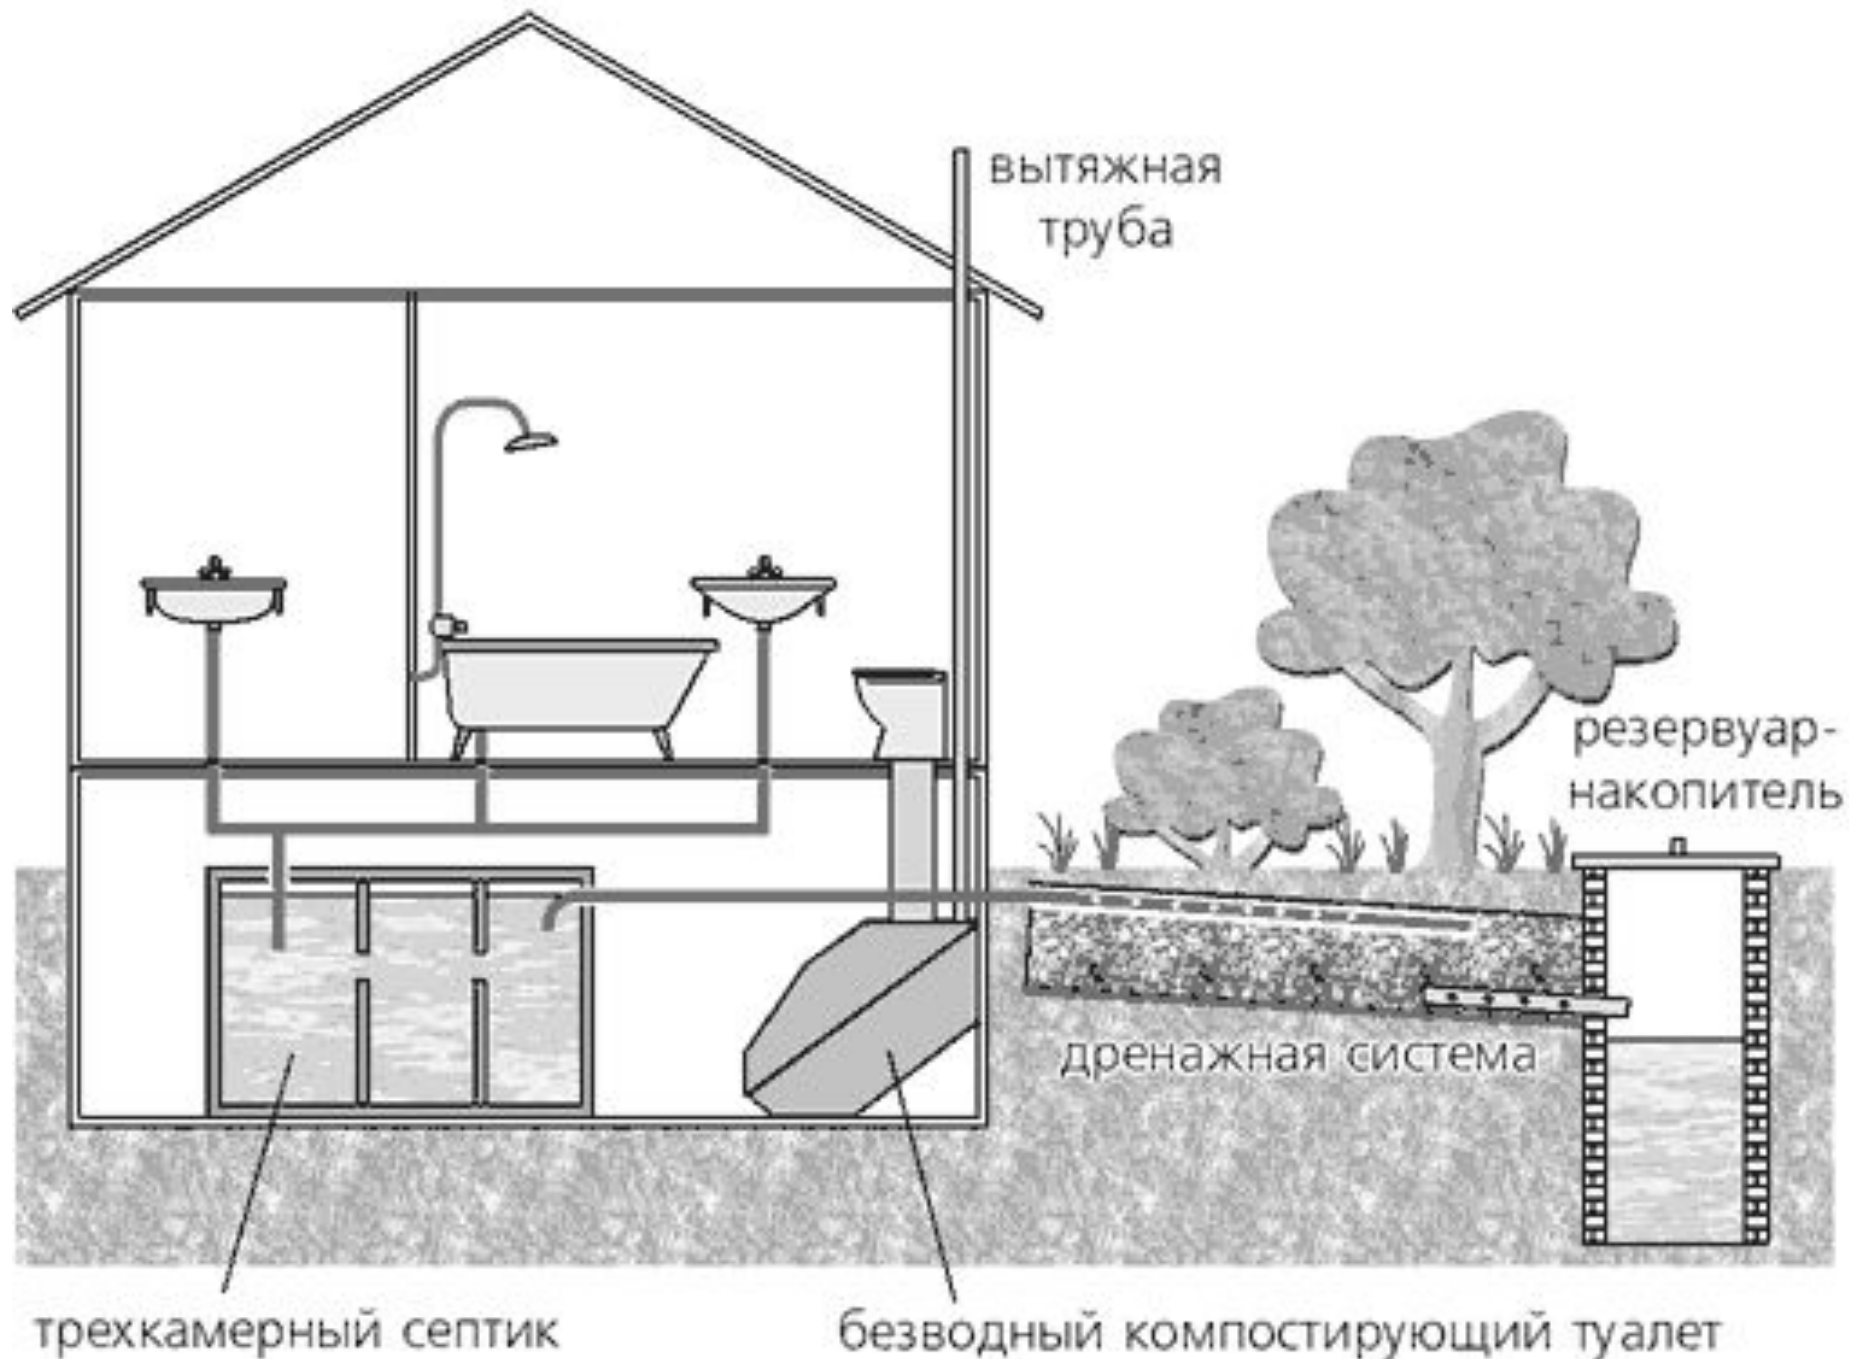 вытяжная
труба
резервуар-
накопитель
дренажная система
трехкамерный септик
безводный компостирующий туалет